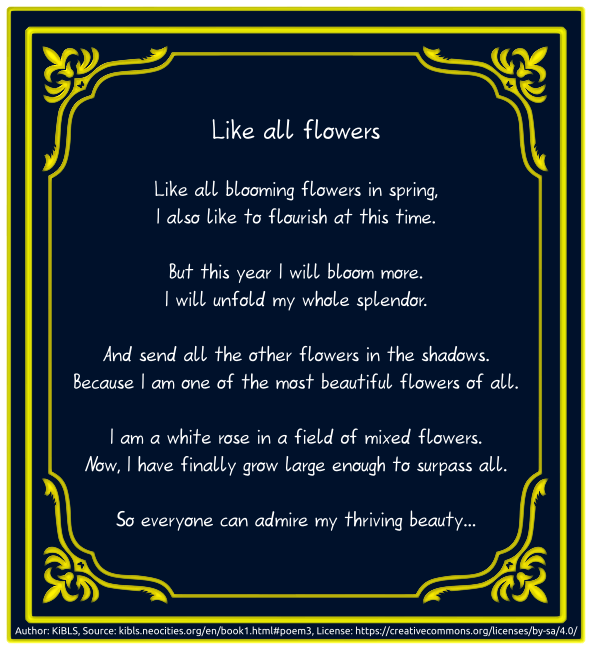 Like all flowers
Like all blooming flowers in spring,
I also like to flourish at this time.
But this year I will bloom more.
I will unfold my whole splendor.
And send all the other flowers in the shadows.
Because I am one of the most beautiful flowers of all.
I am a white rose in a field of mixed flowers.
Now, I have finally grow large enough to surpass all.
So everyone can admire my thriving beauty...
Author: KiBLS, Source: kibls.neocities.org/en/book1.html#poem3, License: https://creativecommons.org/licenses/by-sa/4.0/